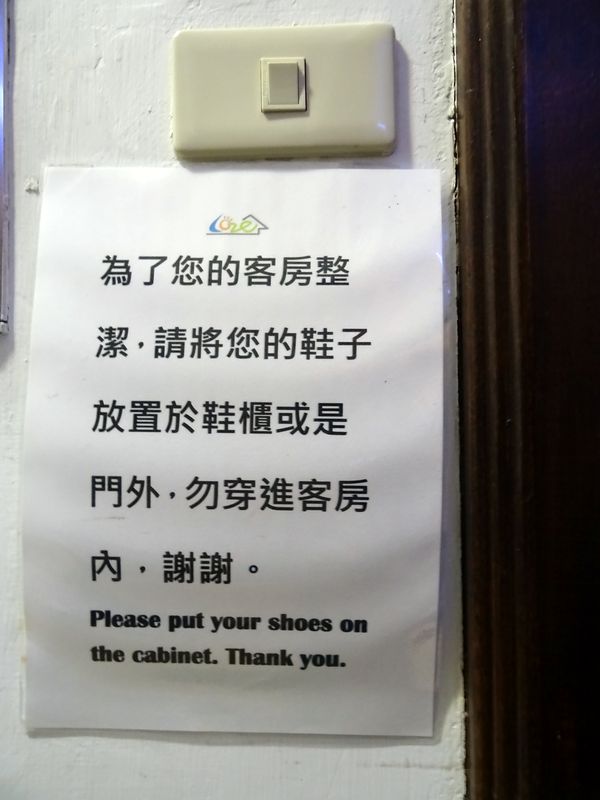 Love
為了您的客房整
潔，請將您的鞋子
放置於鞋櫃或是
門外，勿穿進客房
內，謝謝。
Please put your shoes on
the cabinet. Thank you.